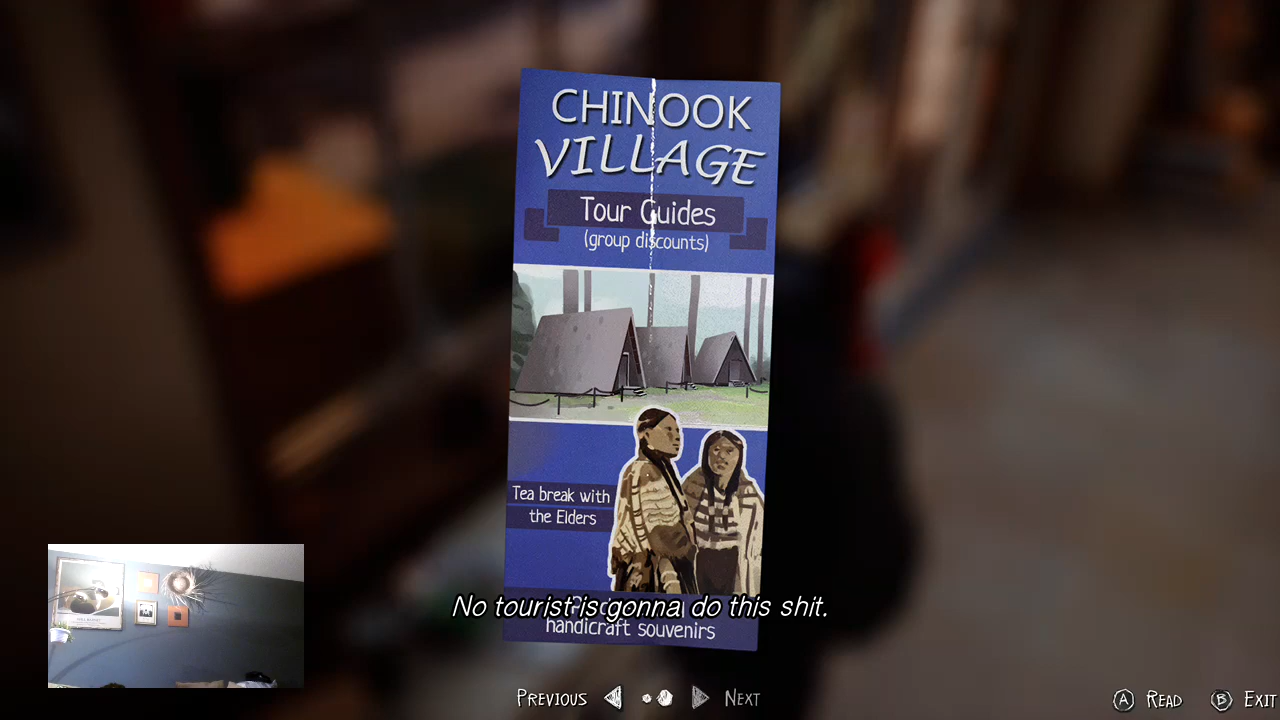 CHINOOK
VILLAGE
Tour Guides
(group discounts)
Tea break with
the Elders
No tourist is gonna do this shit.
handicraft souvenirs
PREVIOUS
NEXT
A READ
B EXIT